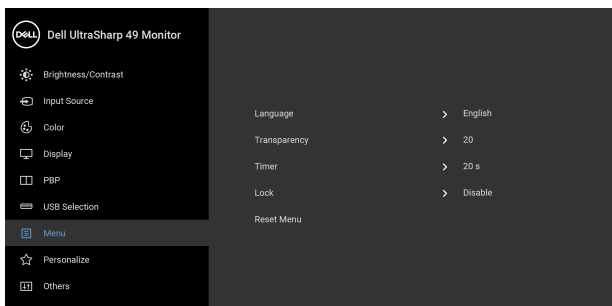 DELL Dell UltraSharp 49 Monitor
Brightness/Contrast
Input Source
Color
Display
PBP
USB Selection
Menu
Personalize
Others
Language English
Transparency 20
Timer 20 s
Lock Disable
Reset Menu